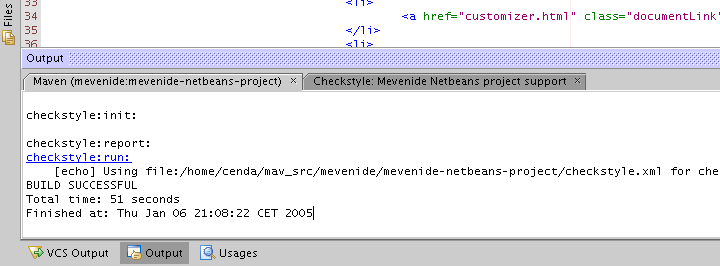 Files
33 <li>
34 <a href="customizer.html" class="documentLink"
35 </li>
36 <li>
Output
Maven (mevenide:mevenide-netbeans-project) × Checkstyle: Mevenide Netbeans project support ×
checkstyle:init:
checkstyle:report:
checkstyle:run:
[echo] Using file:/home/cenda/mav_src/mevenide/mevenide-netbeans-project/checkstyle.xml for che
BUILD SUCCESSFUL
Total time: 51 seconds
Finished at: Thu Jan 06 21:08:22 CET 2005
VCS Output Output Usages